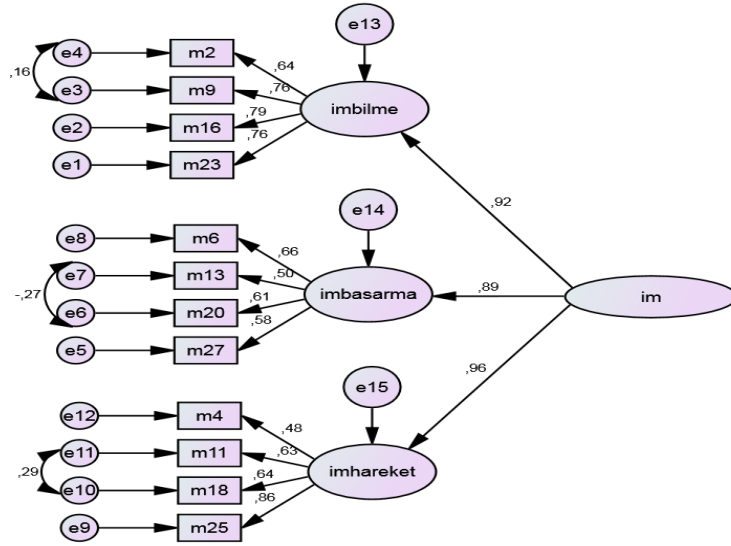 e13
e4 m2
,64
,16
e3 m9 ,76 imbilme
e2 m16 ,79
e1 m23 ,76
,92
e14
e8 m6
,66
e7 m13 ,50
-,27 imbasarma ,89 im
e6 m20 ,61
e5 m27 ,58
,96
e15
e12 m4
,48
e11 m11 ,63
,29 imhareket
e10 m18 ,64
,86
e9 m25